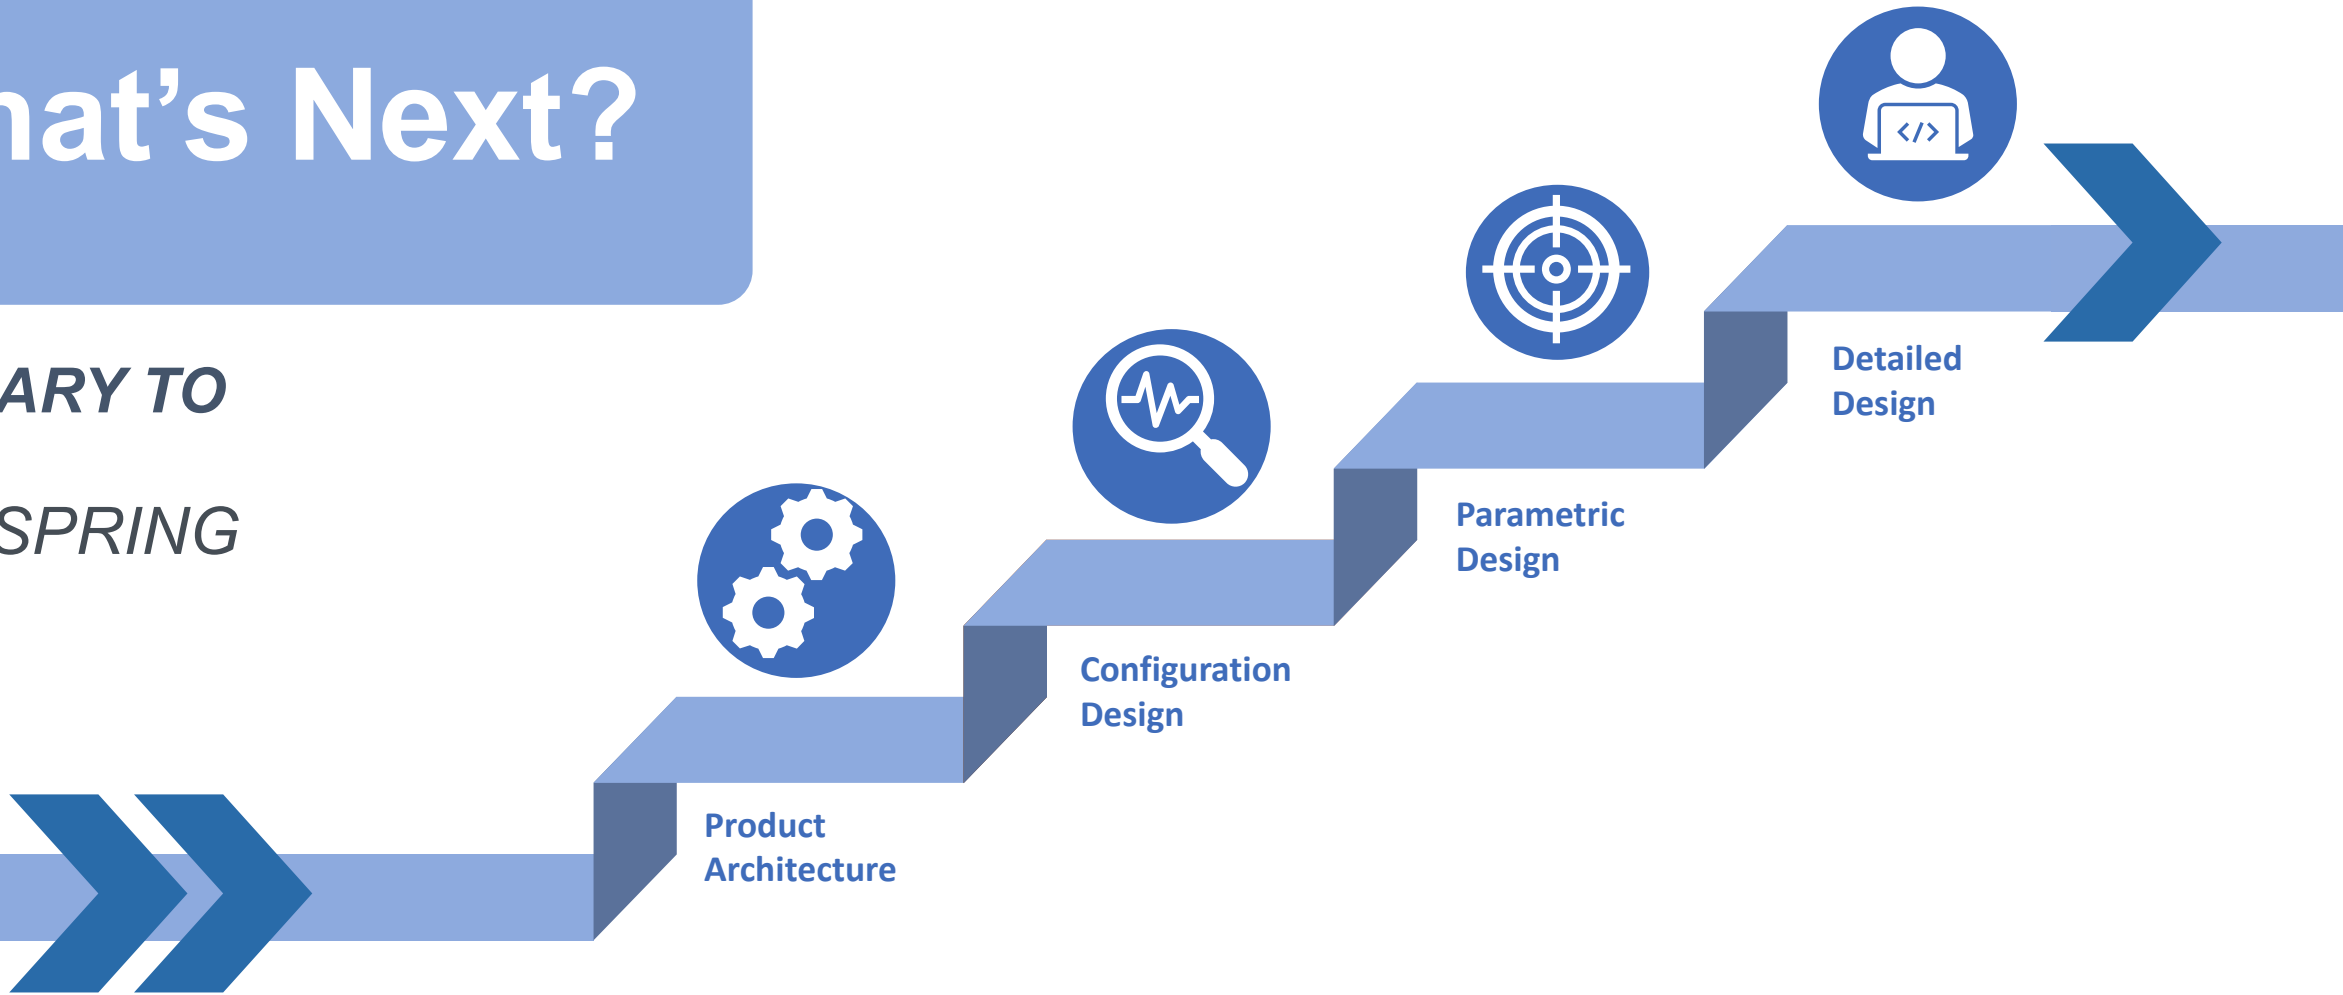 hat’s Next?
ARY TO
SPRING
Product
Architecture
Configuration
Design
Parametric
Design
Detailed
Design
</>